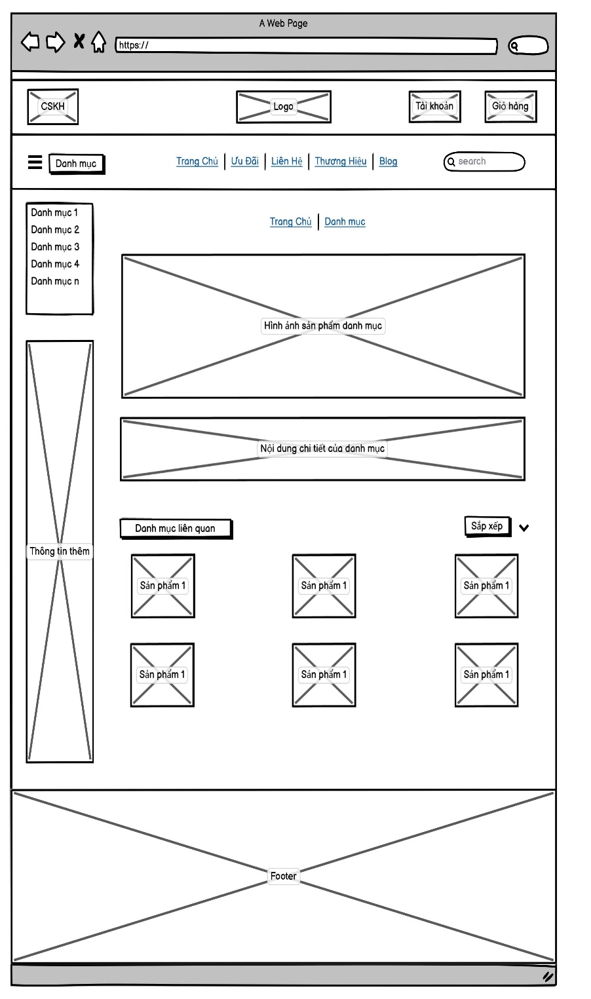 A Web Page
https://
CSKH
Logo
Tài khoản
Giỏ hàng
Danh mục
Trang Chủ
Ưu Đãi
Liên Hệ
Thương Hiệu
Blog
search
Danh mục 1
Danh mục 2
Danh mục 3
Danh mục 4
Danh mục n
Trang Chủ
Danh mục
Hình ảnh sản phẩm danh mục
Nội dung chi tiết của danh mục
Thông tin thêm
Danh mục liên quan
Sắp xếp
Sản phẩm 1
Sản phẩm 1
Sản phẩm 1
Sản phẩm 1
Sản phẩm 1
Sản phẩm 1
Footer